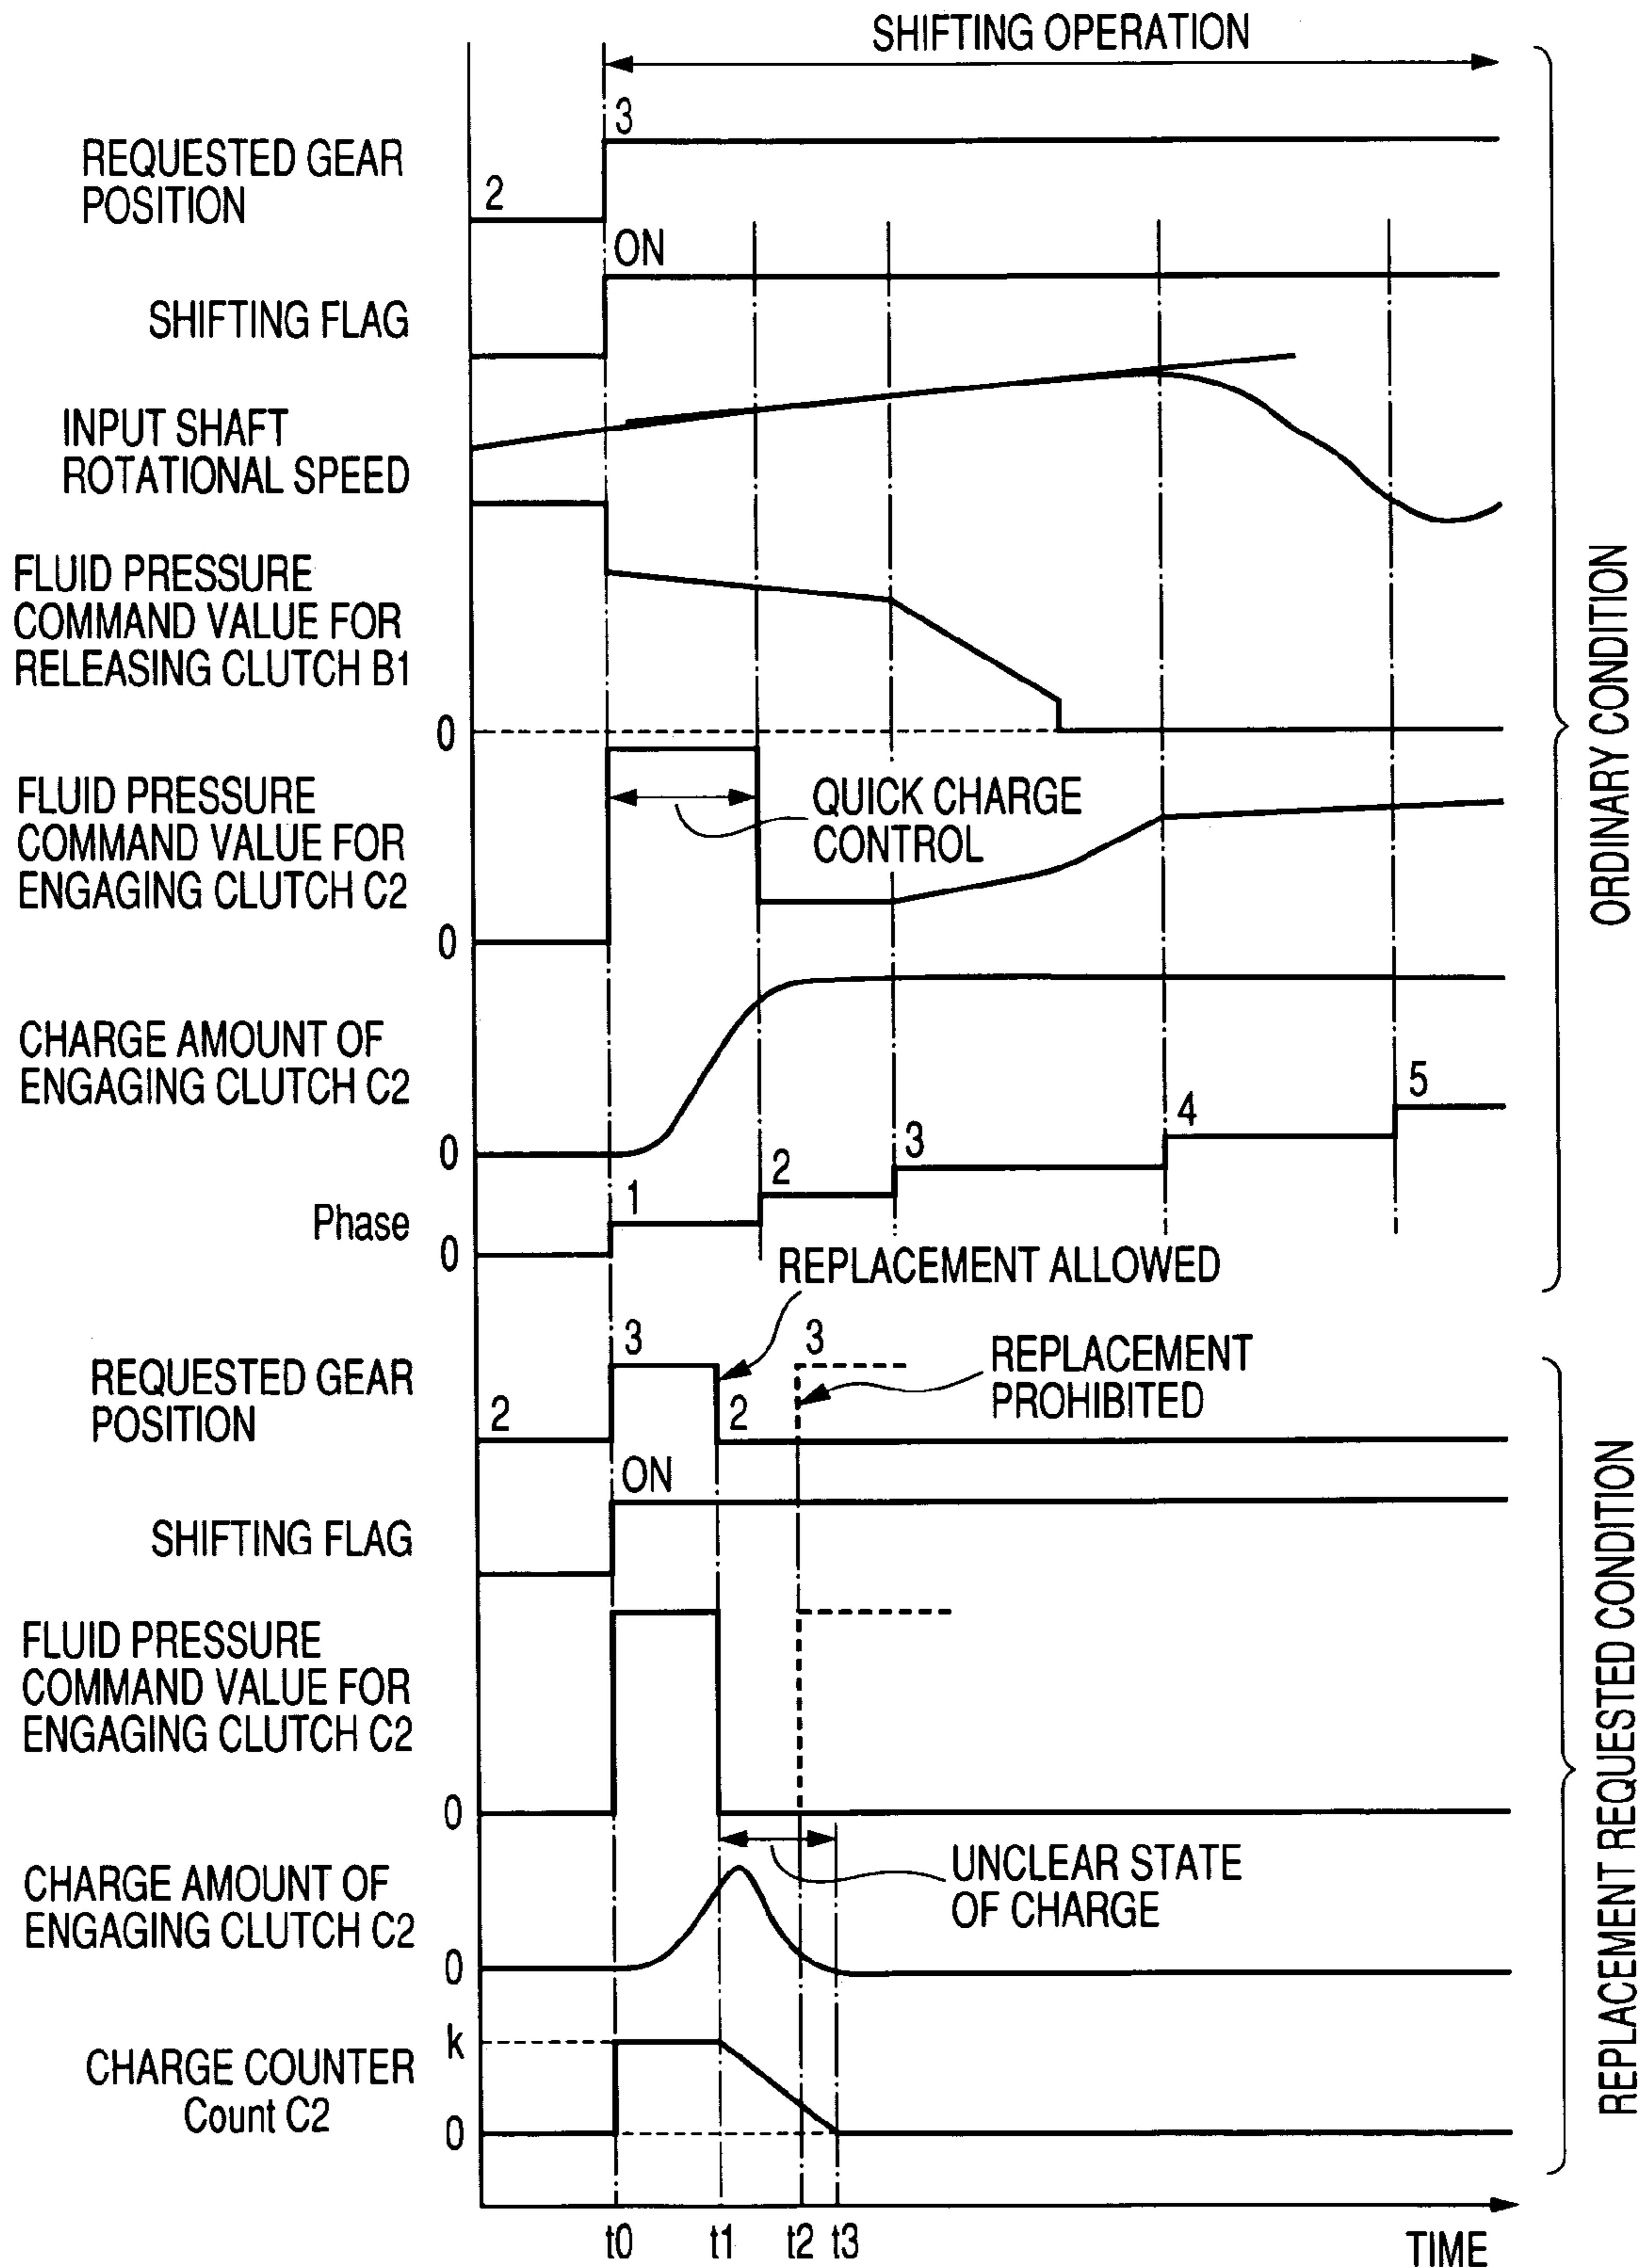 SHIFTING OPERATION
3
REQUESTED GEAR
POSITION
2
ON
SHIFTING FLAG
INPUT SHAFT
ROTATIONAL SPEED
FLUID PRESSURE
COMMAND VALUE FOR
RELEASING CLUTCH B1
0
FLUID PRESSURE
COMMAND VALUE FOR
ENGAGING CLUTCH C2
QUICK CHARGE
CONTROL
0
CHARGE AMOUNT OF
ENGAGING CLUTCH C2
0
Phase
0
1
2
3
4
5
ORDINARY CONDITION
REPLACEMENT ALLOWED
REQUESTED GEAR
POSITION
2
3
2
3
REPLACEMENT
PROHIBITED
ON
SHIFTING FLAG
FLUID PRESSURE
COMMAND VALUE FOR
ENGAGING CLUTCH C2
0
UNCLEAR STATE
OF CHARGE
CHARGE AMOUNT OF
ENGAGING CLUTCH C2
0
k
CHARGE COUNTER
Count C2
0
REPLACEMENT REQUESTED CONDITION
t0 t1 t2 t3 TIME